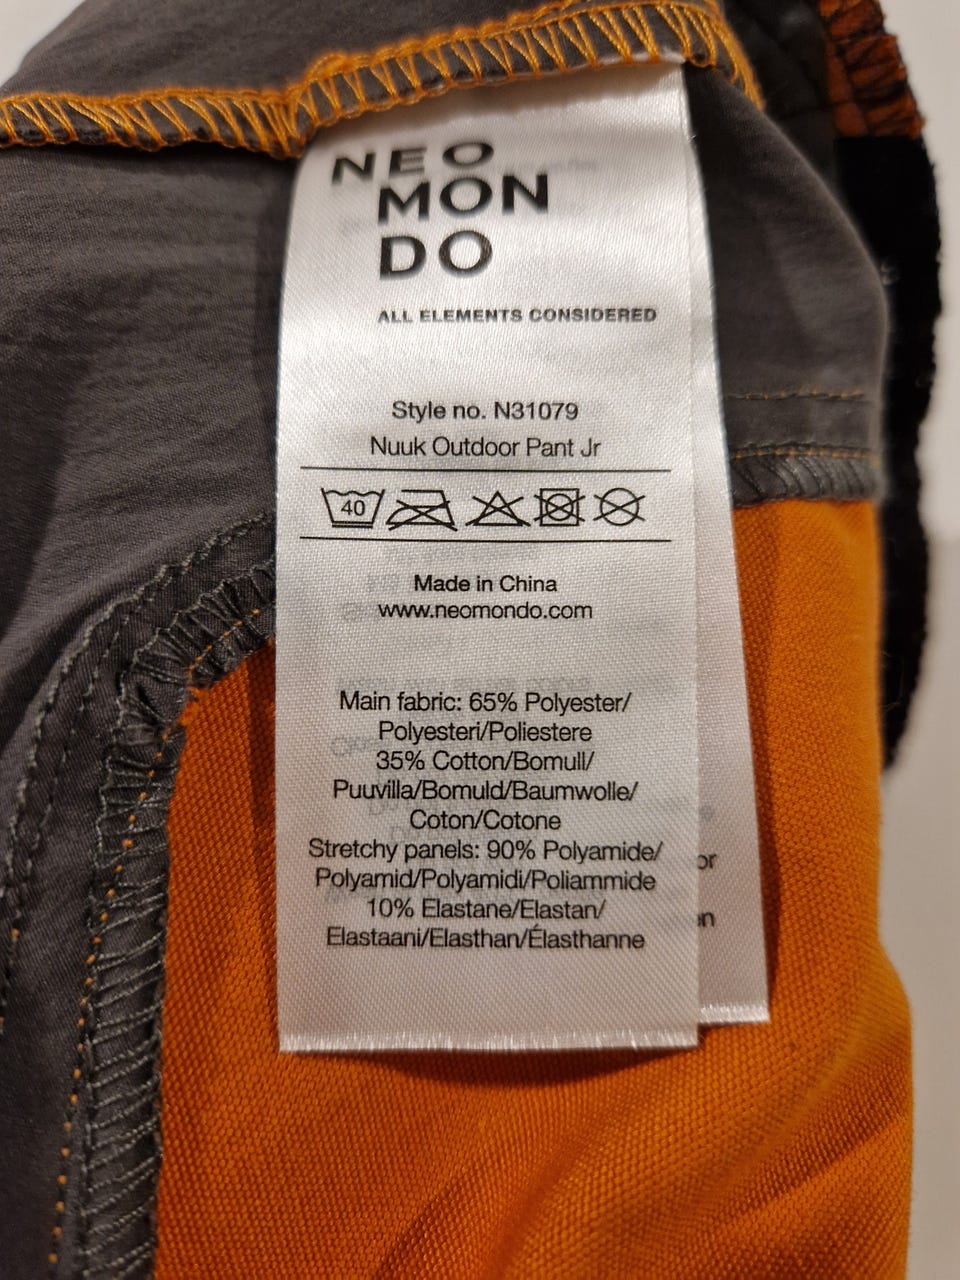 NEO
MON
DO
ALL ELEMENTS CONSIDERED
Style no. N31079
Nuuk Outdoor Pant Jr
40
Made in China
www.neomondo.com
Main fabric: 65% Polyester/
Polyesteri/Poliestere
35% Cotton/Bomull/
Puuvilla/Bomuld/Baumwolle/
Coton/Cotone
Stretchy panels: 90% Polyamide/
Polyamid/Polyamidi/Poliammide
10% Elastane/Elastan/
Elastaani/Elasthan/Élasthanne
or
en